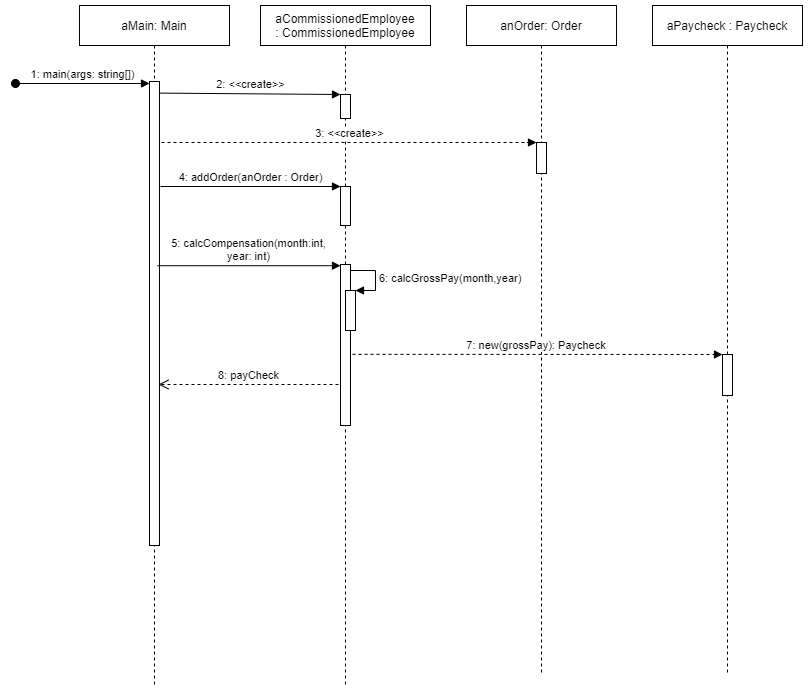 aMain: Main
aCommissionedEmployee
: CommissionedEmployee
anOrder: Order
aPaycheck : Paycheck
1: main(args: string[])
2: <<create>>
3: <<create>>
4: addOrder(anOrder : Order)
5: calcCompensation(month:int,
year: int)
6: calcGrossPay(month,year)
7: new(grossPay): Paycheck
8: payCheck